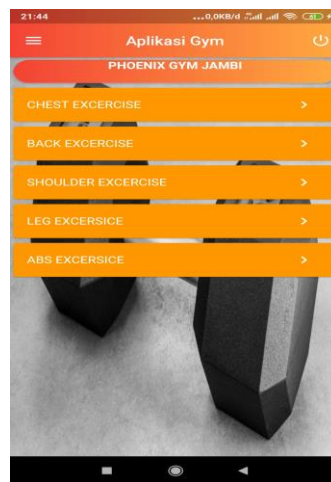 21:44
...0,0KB/d
61
Aplikasi Gym
PHOENIX GYM JAMBI
CHEST EXCERCISE >
BACK EXCERCISE >
SHOULDER EXCERCISE >
LEG EXCERSICE >
ABS EXCERSICE >